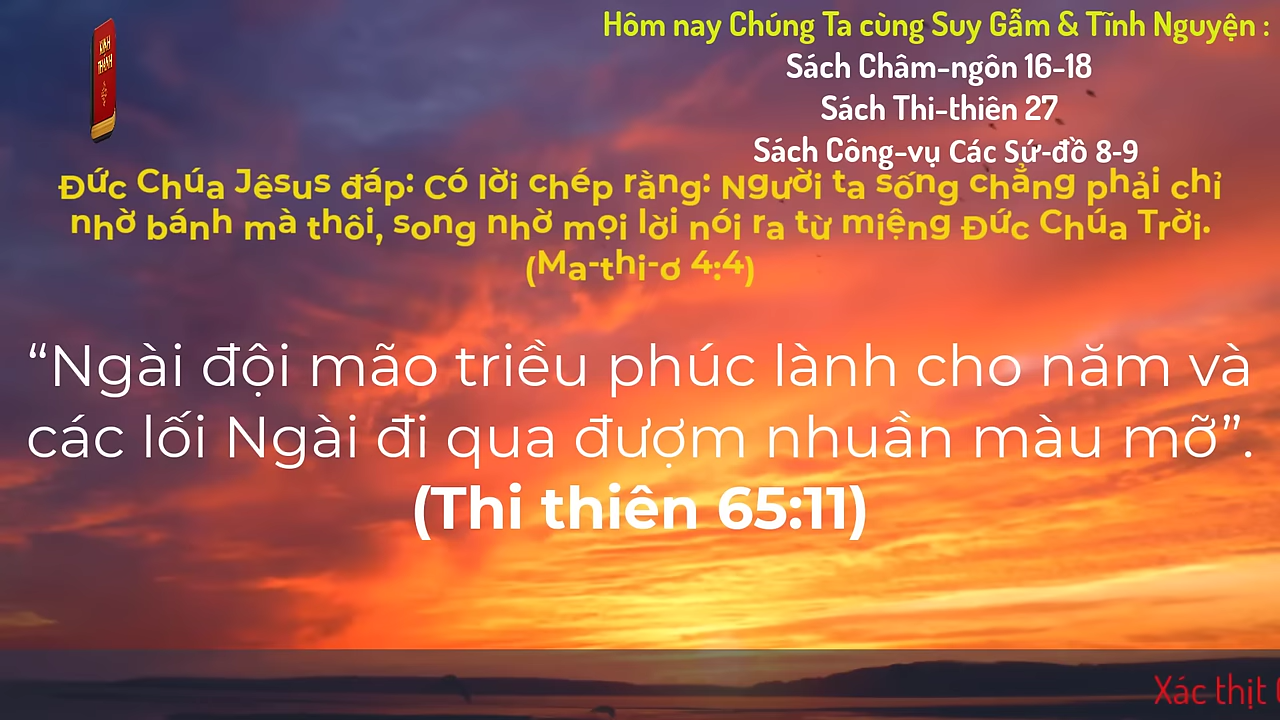 KINH
THÁNH
Hôm nay Chúng Ta cùng Suy Gẫm & Tĩnh Nguyện :
Sách Châm-ngôn 16-18
Sách Thi-thiên 27
Sách Công-vụ Các Sứ-đồ 8-9
Đức Chúa Jêsus đáp: Có lời chép rằng: Người ta sống chẳng phải chỉ
nhờ bánh mà thôi, song nhờ mọi lời nói ra từ miệng Đức Chúa Trời.
(Ma-thi-ơ 4:4)
“Ngài đội mão triều phúc lành cho năm và
các lối Ngài đi qua đượm nhuần màu mỡ”.
(Thi thiên 65:11)
Xác thịt